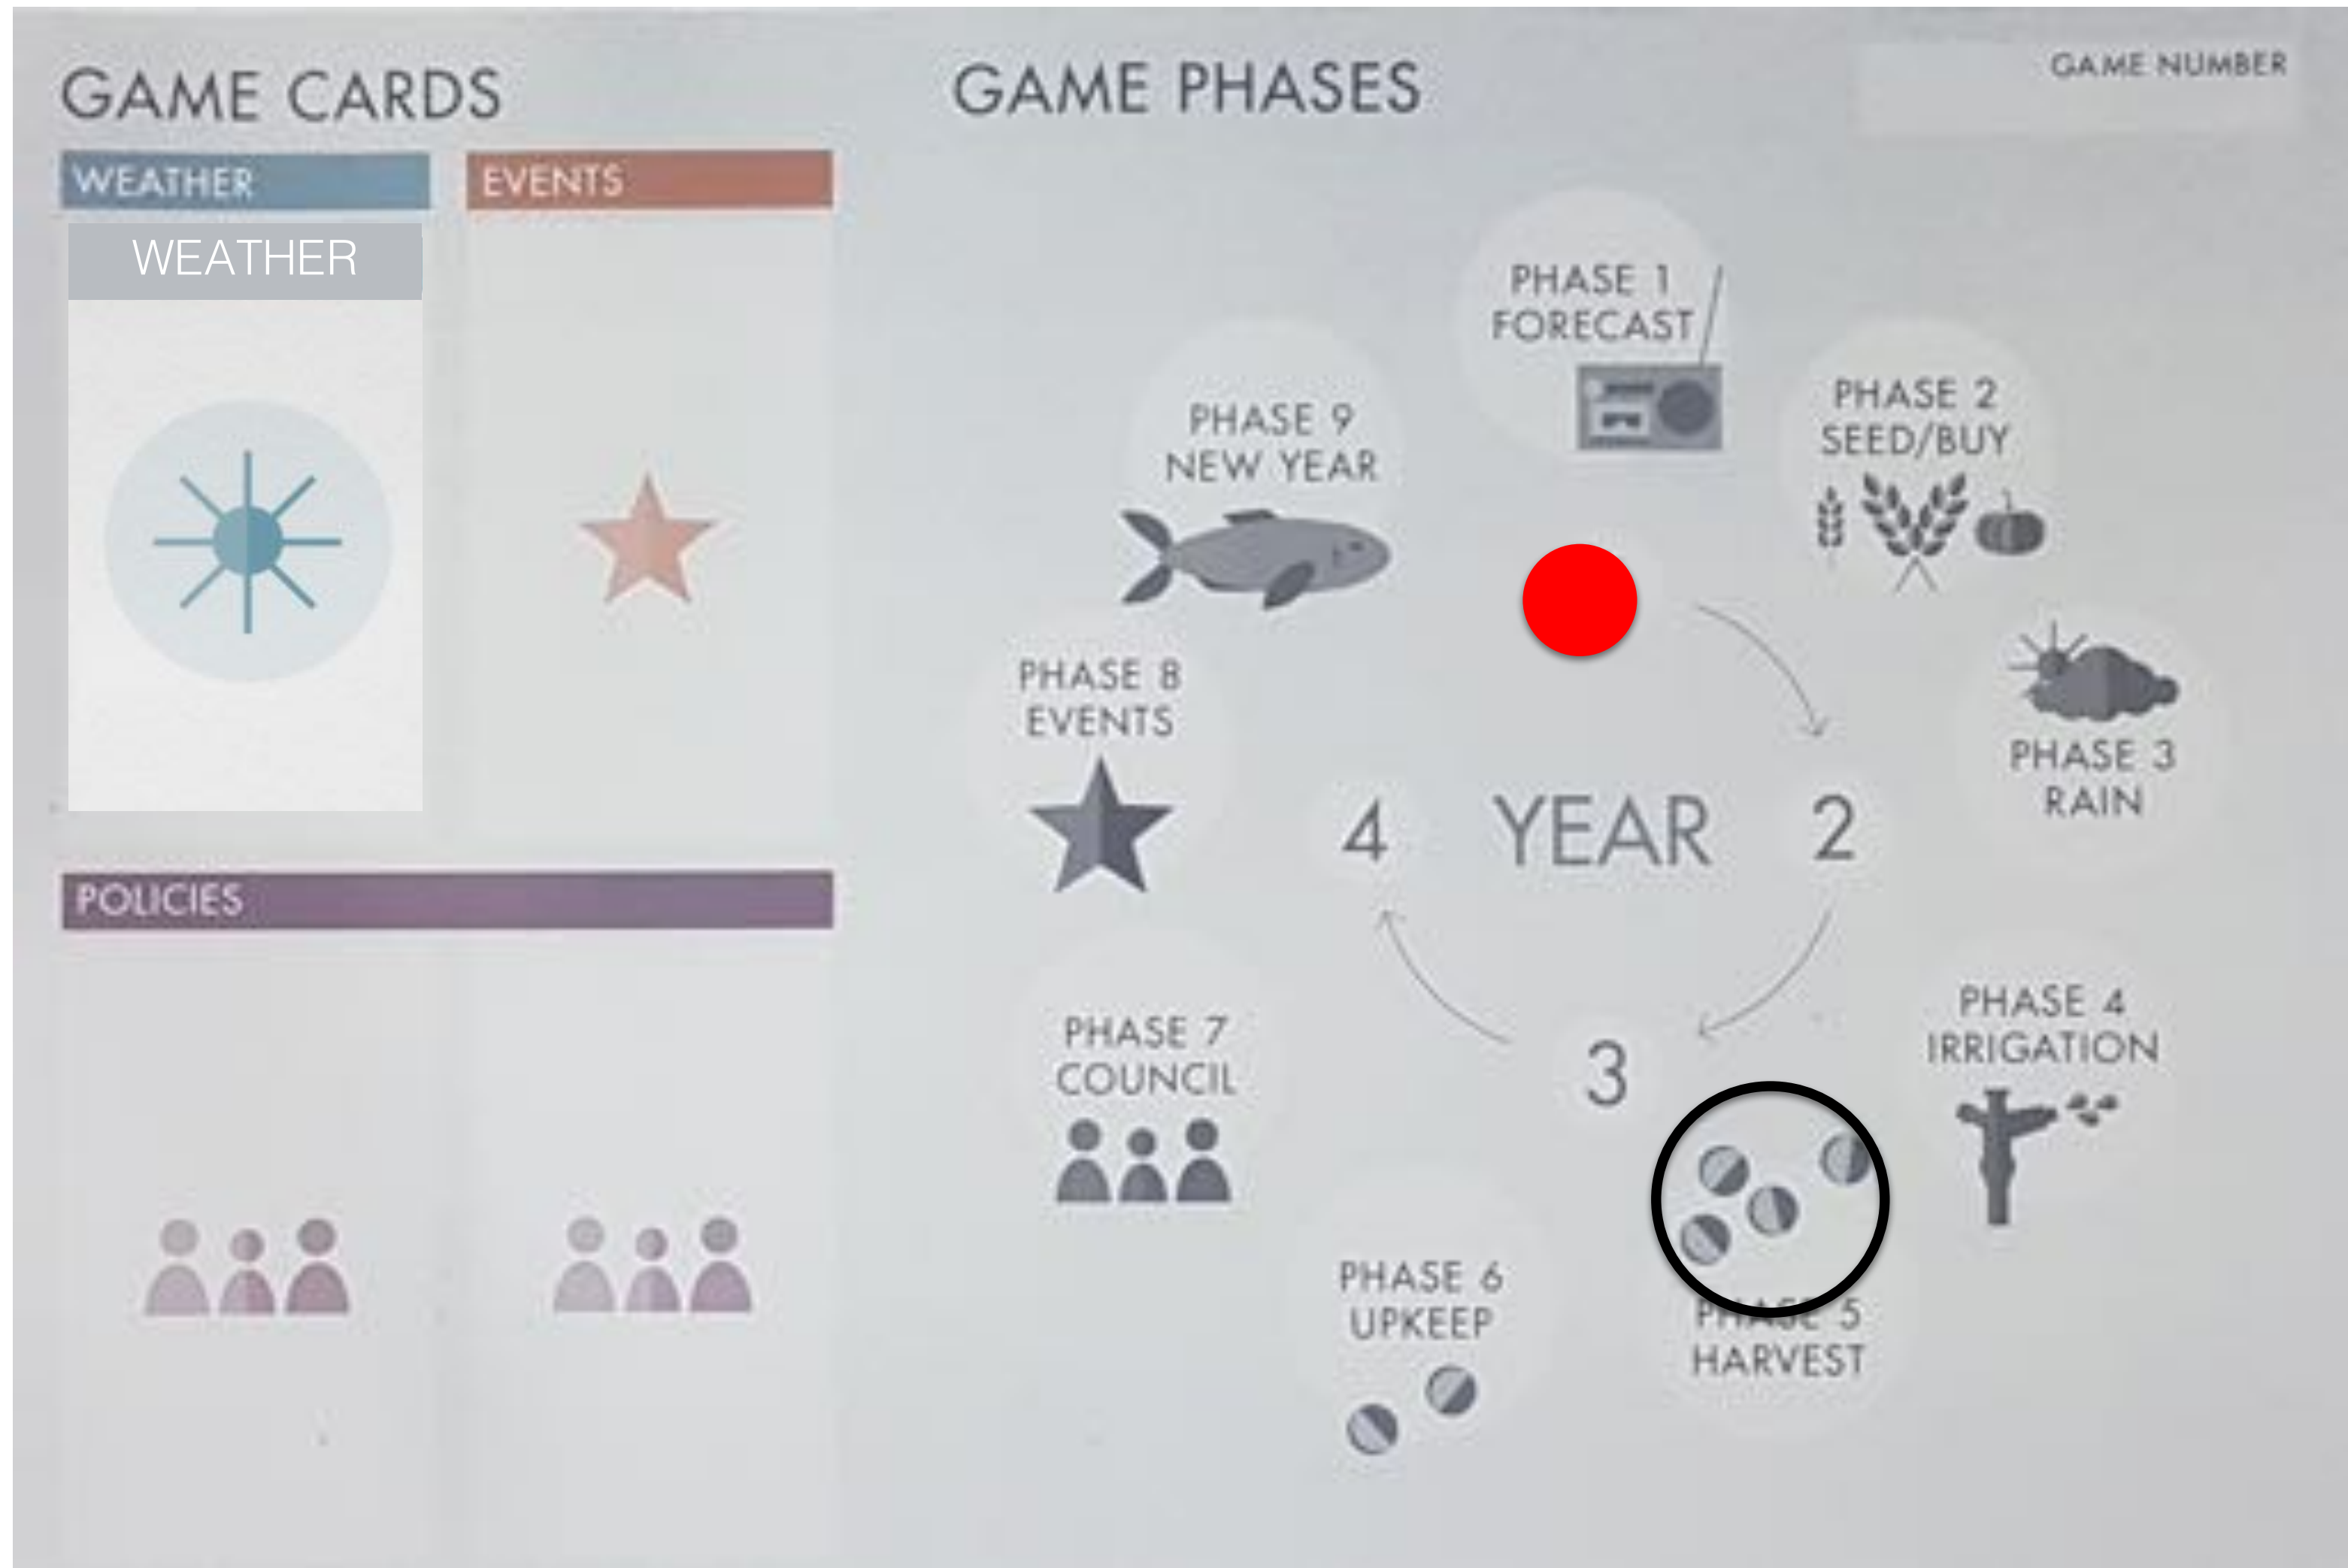 GAME CARDS
WEATHER
EVENTS
WEATHER
POLICIES
GAME PHASES
GAME NUMBER
PHASE 1
FORECAST
PHASE 2
SEED/BUY
PHASE 3
RAIN
PHASE 4
IRRIGATION
PHASE 5
HARVEST
PHASE 6
UPKEEP
PHASE 7
COUNCIL
PHASE 8
EVENTS
PHASE 9
NEW YEAR
4 YEAR 2
3